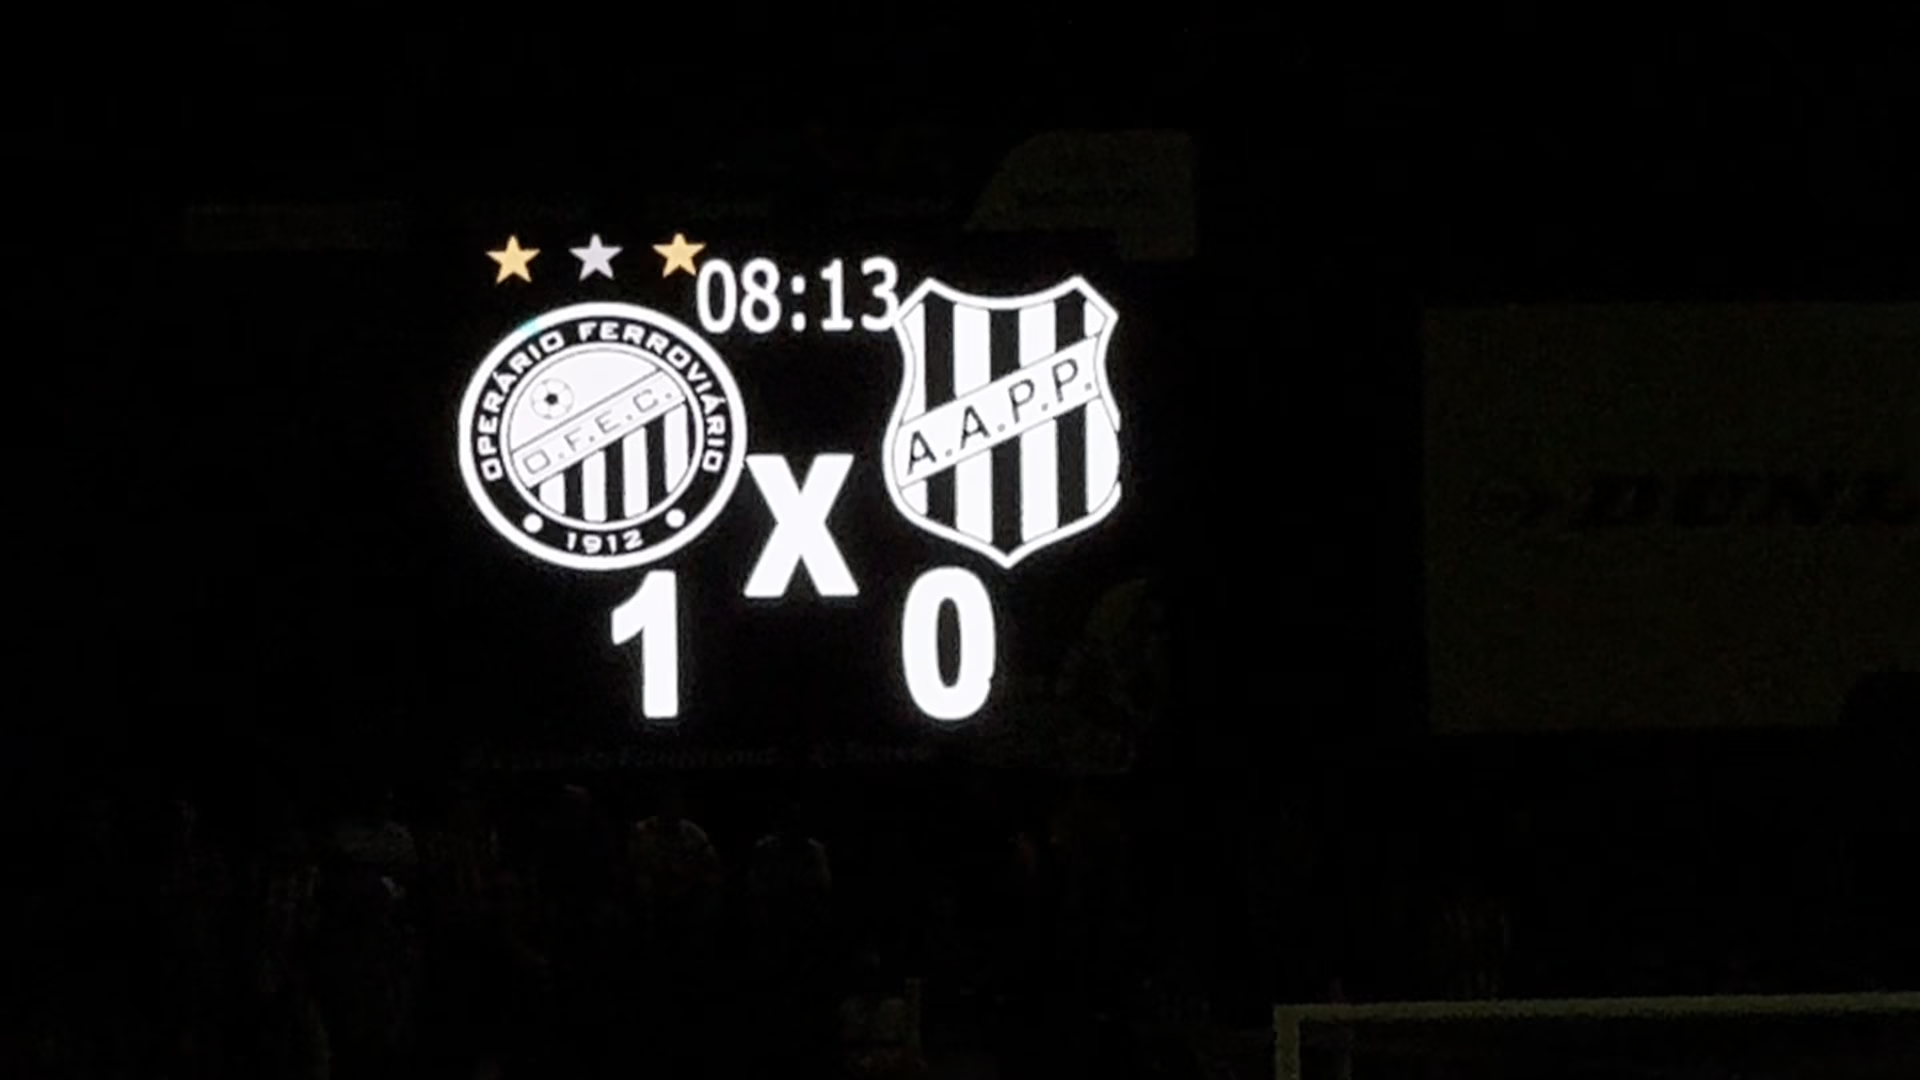 08:13
OPERÁRIO FERROVIÁRIO
O.F.E.C.
1912
X
A.A.P.P.
1
0